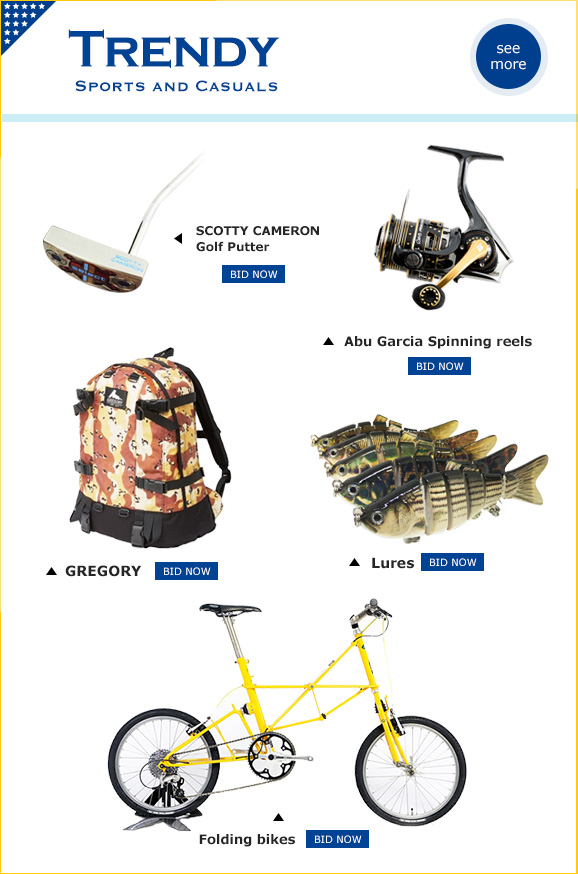 TRENDY
SPORTS AND CASUALS
see
more
SCOTTY CAMERON
Golf Putter
BID NOW
Abu Garcia Spinning reels
BID NOW
GREGORY
BID NOW
Lures
BID NOW
Folding bikes
BID NOW